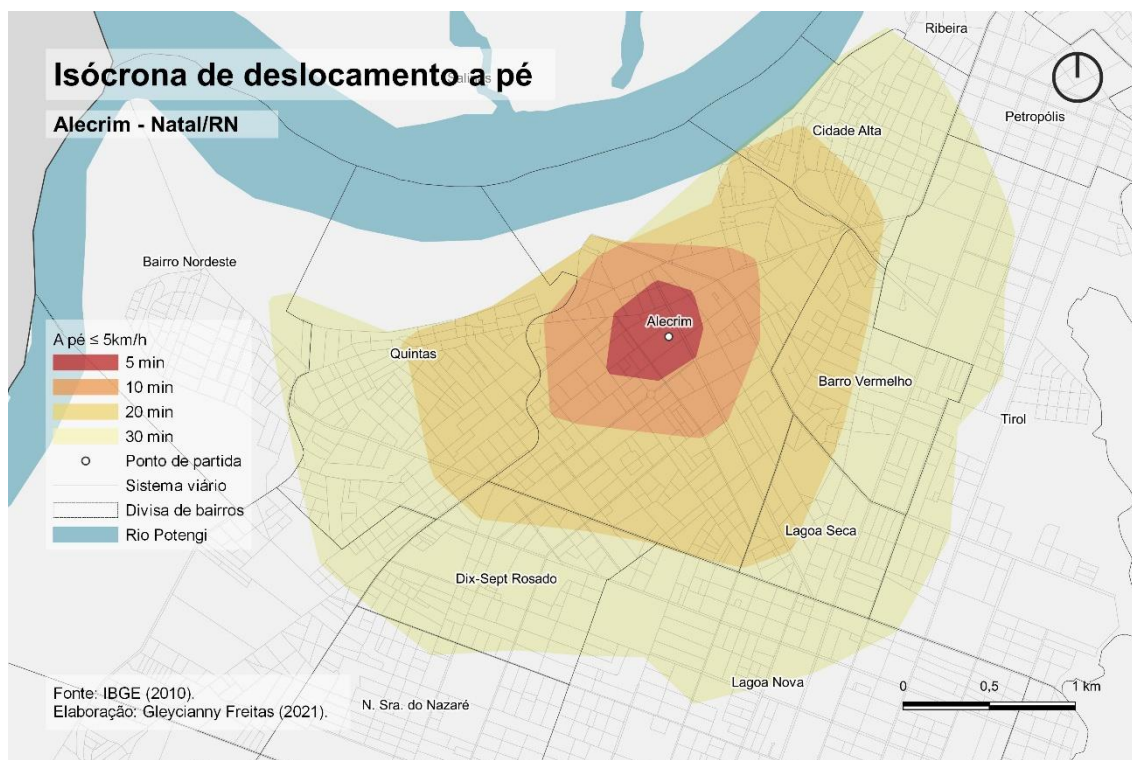 Isócrona de deslocamento a pé
Salinas
Alecrim - Natal/RN
Ribeira
Petropólis
Cidade Alta
Bairro Nordeste
Alecrim
Quintas
Barro Vermelho
Tirol
Lagoa Seca
Dix-Sept Rosado
Lagoa Nova
N. Sra. do Nazaré
A pé ≤ 5km/h
5 min
10 min
20 min
30 min
Ponto de partida
Sistema viário
Divisa de bairros
Rio Potengi
Fonte: IBGE (2010).
Elaboração: Gleycianny Freitas (2021).
0 0,5 1 km